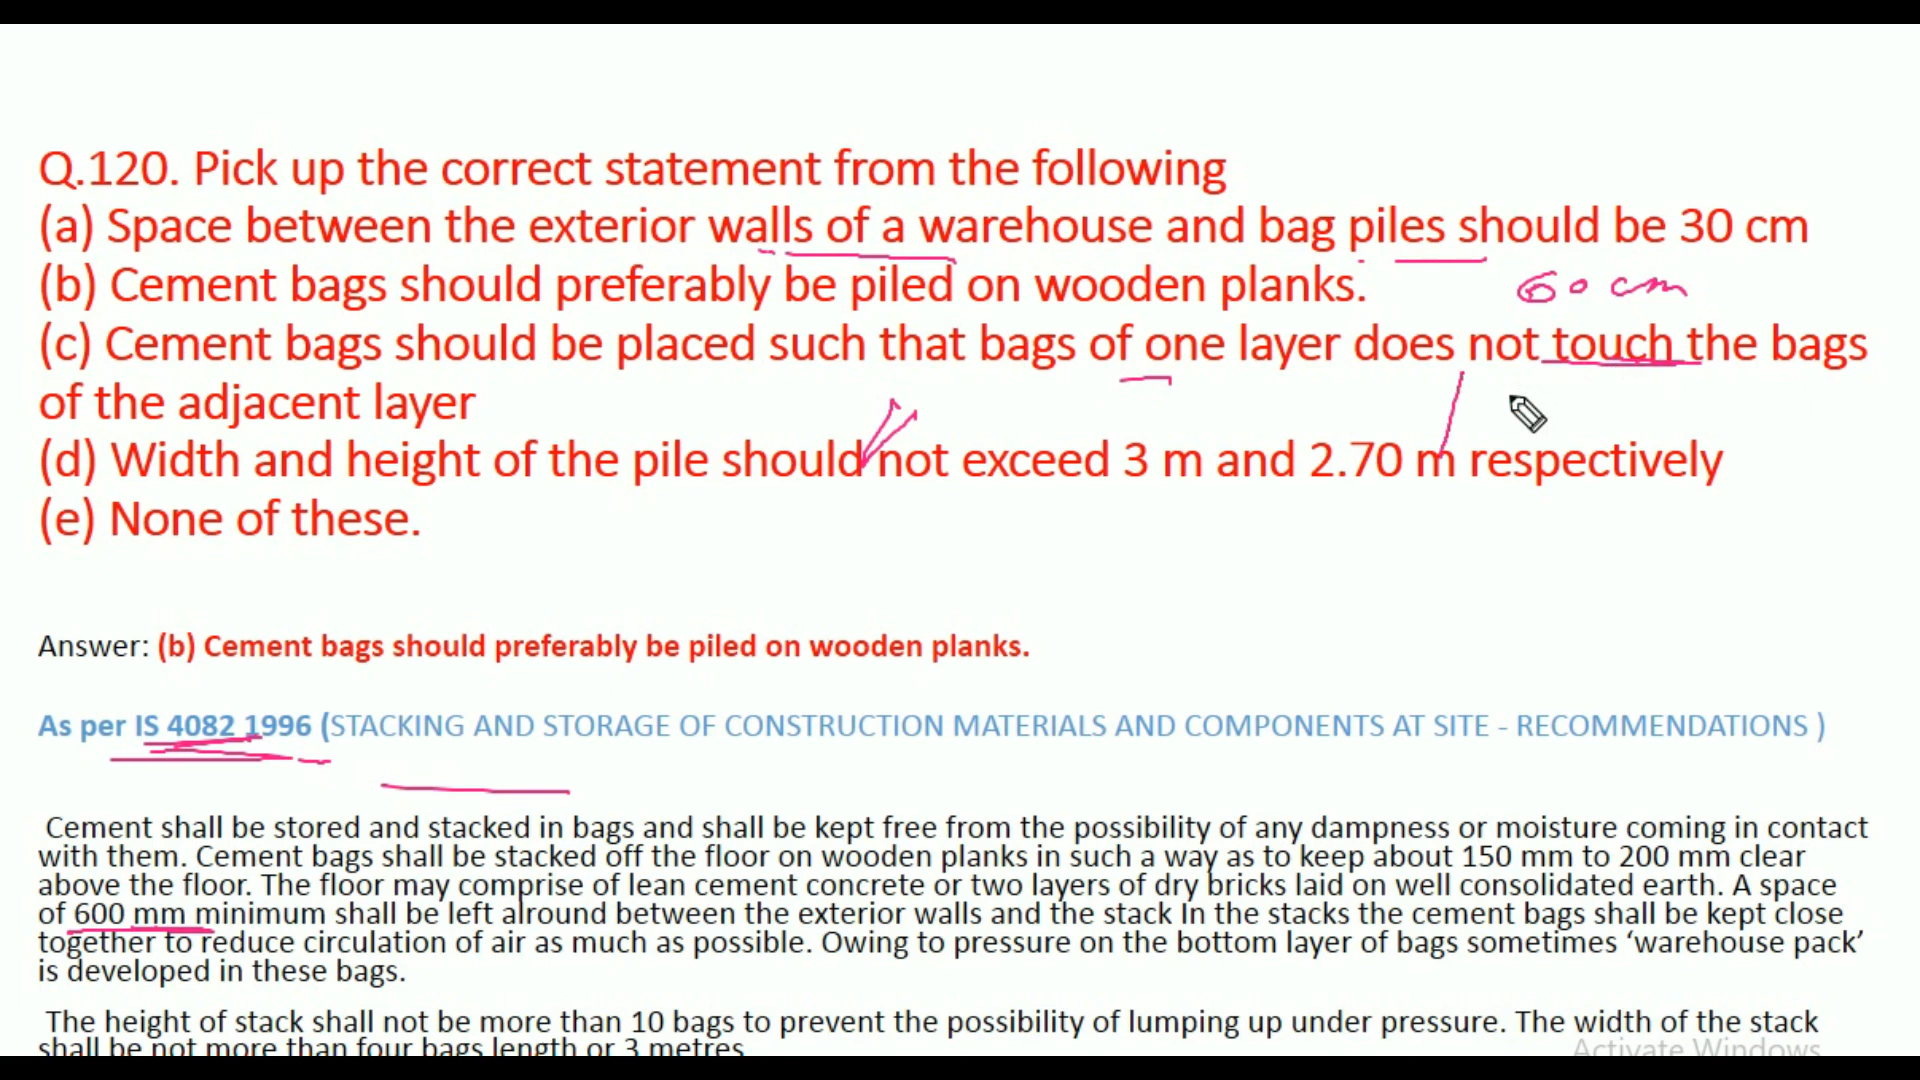 Q.120. Pick up the correct statement from the following
(a) Space between the exterior walls of a warehouse and bag piles should be 30 cm
(b) Cement bags should preferably be piled on wooden planks.
60 cm
(c) Cement bags should be placed such that bags of one layer does not touch the bags
of the adjacent layer
(d) Width and height of the pile should not exceed 3 m and 2.70 m respectively
(e) None of these.
Answer: (b) Cement bags should preferably be piled on wooden planks.
As per IS 4082 1996 (STACKING AND STORAGE OF CONSTRUCTION MATERIALS AND COMPONENTS AT SITE - RECOMMENDATIONS )
Cement shall be stored and stacked in bags and shall be kept free from the possibility of any dampness or moisture coming in contact
with them. Cement bags shall be stacked off the floor on wooden planks in such a way as to keep about 150 mm to 200 mm clear
above the floor. The floor may comprise of lean cement concrete or two layers of dry bricks laid on well consolidated earth. A space
of 600 mm minimum shall be left alround between the exterior walls and the stack In the stacks the cement bags shall be kept close
together to reduce circulation of air as much as possible. Owing to pressure on the bottom layer of bags sometimes ‘warehouse pack’
is developed in these bags.
The height of stack shall not be more than 10 bags to prevent the possibility of lumping up under pressure. The width of the stack
shall be not more than four bags length or 3 metres
Activate Windows